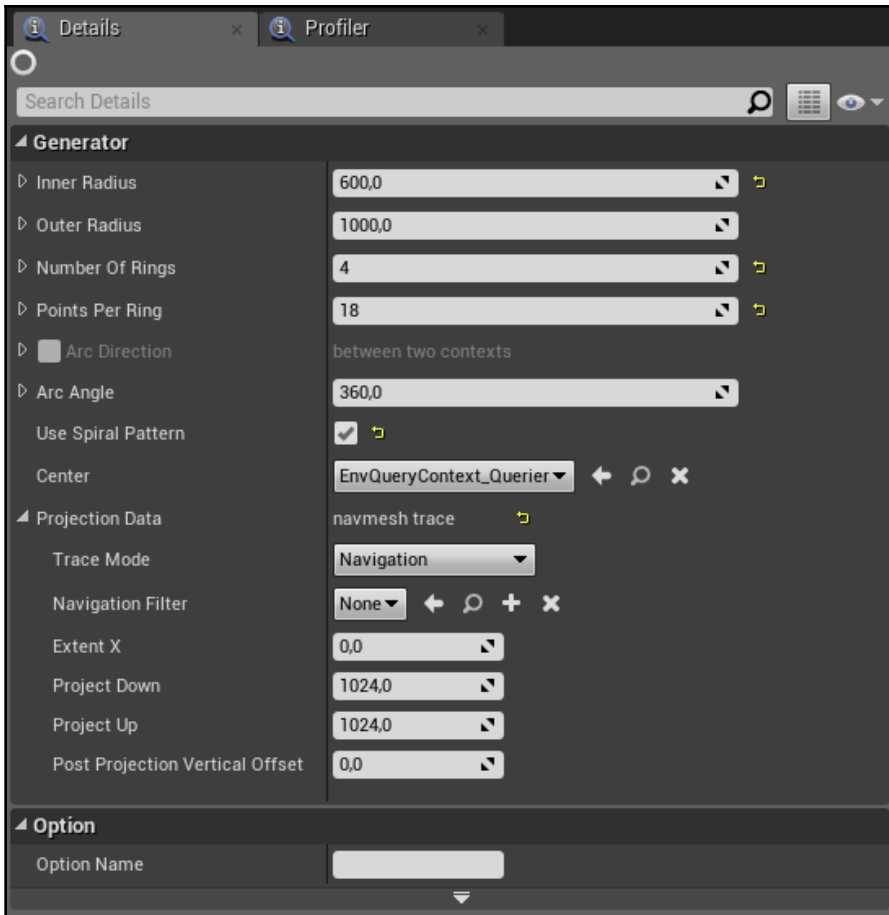 Details Profiler
Search Details
Generator
Inner Radius 600,0
Outer Radius 1000,0
Number Of Rings 4
Points Per Ring 18
Arc Direction between two contexts
Arc Angle 360,0
Use Spiral Pattern
Center EnvQueryContext_Querier
Projection Data navmesh trace
Trace Mode Navigation
Navigation Filter None
Extent X 0,0
Project Down 1024,0
Project Up 1024,0
Post Projection Vertical Offset 0,0
Option
Option Name